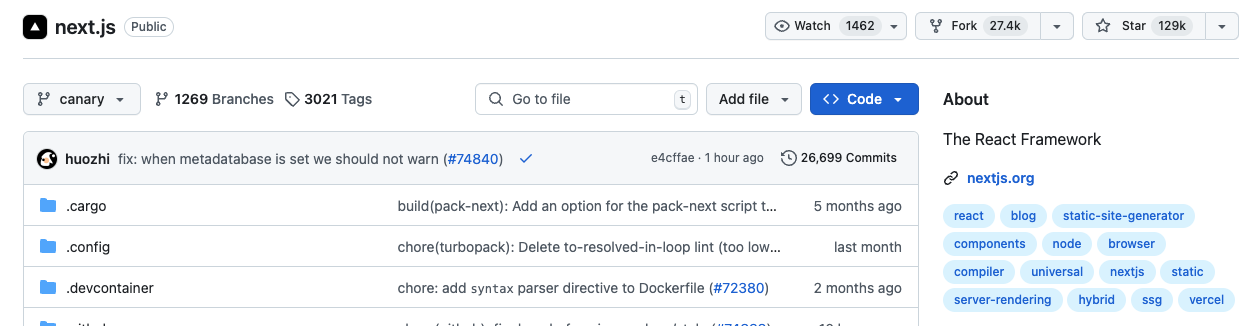 next.js Public Watch 1462 Fork 27.4k Star 129k
canary 1269 Branches 3021 Tags Go to file t Add file Code
About
The React Framework
nextjs.org
react blog static-site-generator
components node browser
compiler universal nextjs static
server-rendering hybrid ssg vercel
huozhi fix: when metadatabase is set we should not warn (#74840) e4cffae · 1 hour ago 26,699 Commits
.cargo build(pack-next): Add an option for the pack-next script t... 5 months ago
.config chore(turbopack): Delete to-resolved-in-loop lint (too low... last month
.devcontainer chore: add syntax parser directive to Dockerfile (#72380) 2 months ago